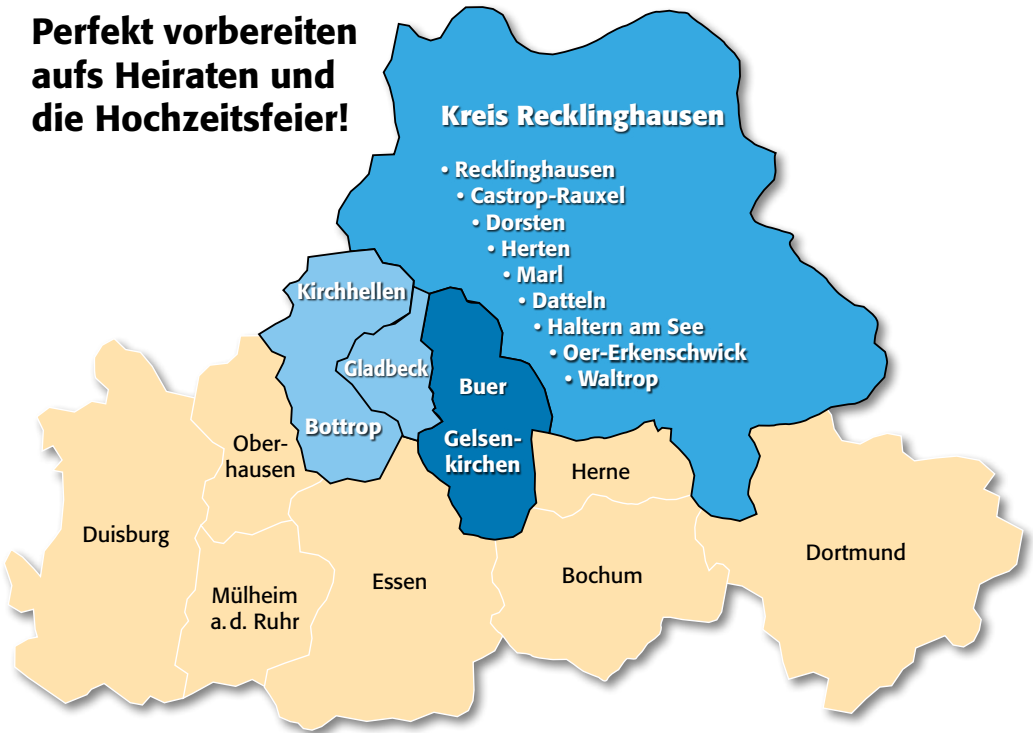 Perfekt vorbereiten
aufs Heiraten und
die Hochzeitsfeier!
Kreis Recklinghausen
• Recklinghausen
• Castrop-Rauxel
• Dorsten
• Herten
• Marl
• Datteln
• Haltern am See
• Oer-Erkenschwick
• Waltrop
Kirchhellen
Gladbeck
Bottrop
Buer
Gelsen-
kirchen
Ober-
hausen
Herne
Duisburg
Mülheim
a. d. Ruhr
Essen
Bochum
Dortmund